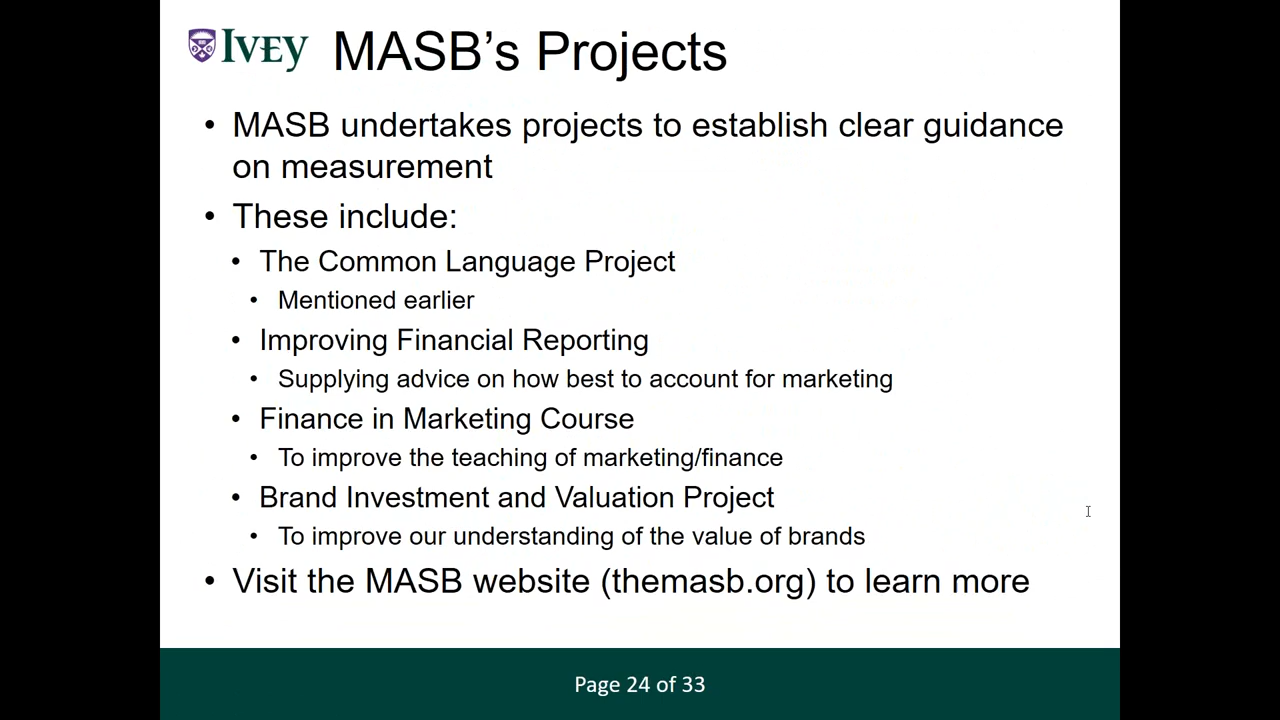 IVEY
MASB's Projects
• MASB undertakes projects to establish clear guidance
on measurement
• These include:
• The Common Language Project
• Mentioned earlier
• Improving Financial Reporting
• Supplying advice on how best to account for marketing
• Finance in Marketing Course
• To improve the teaching of marketing/finance
• Brand Investment and Valuation Project
• To improve our understanding of the value of brands
• Visit the MASB website (themasb.org) to learn more
Page 24 of 33